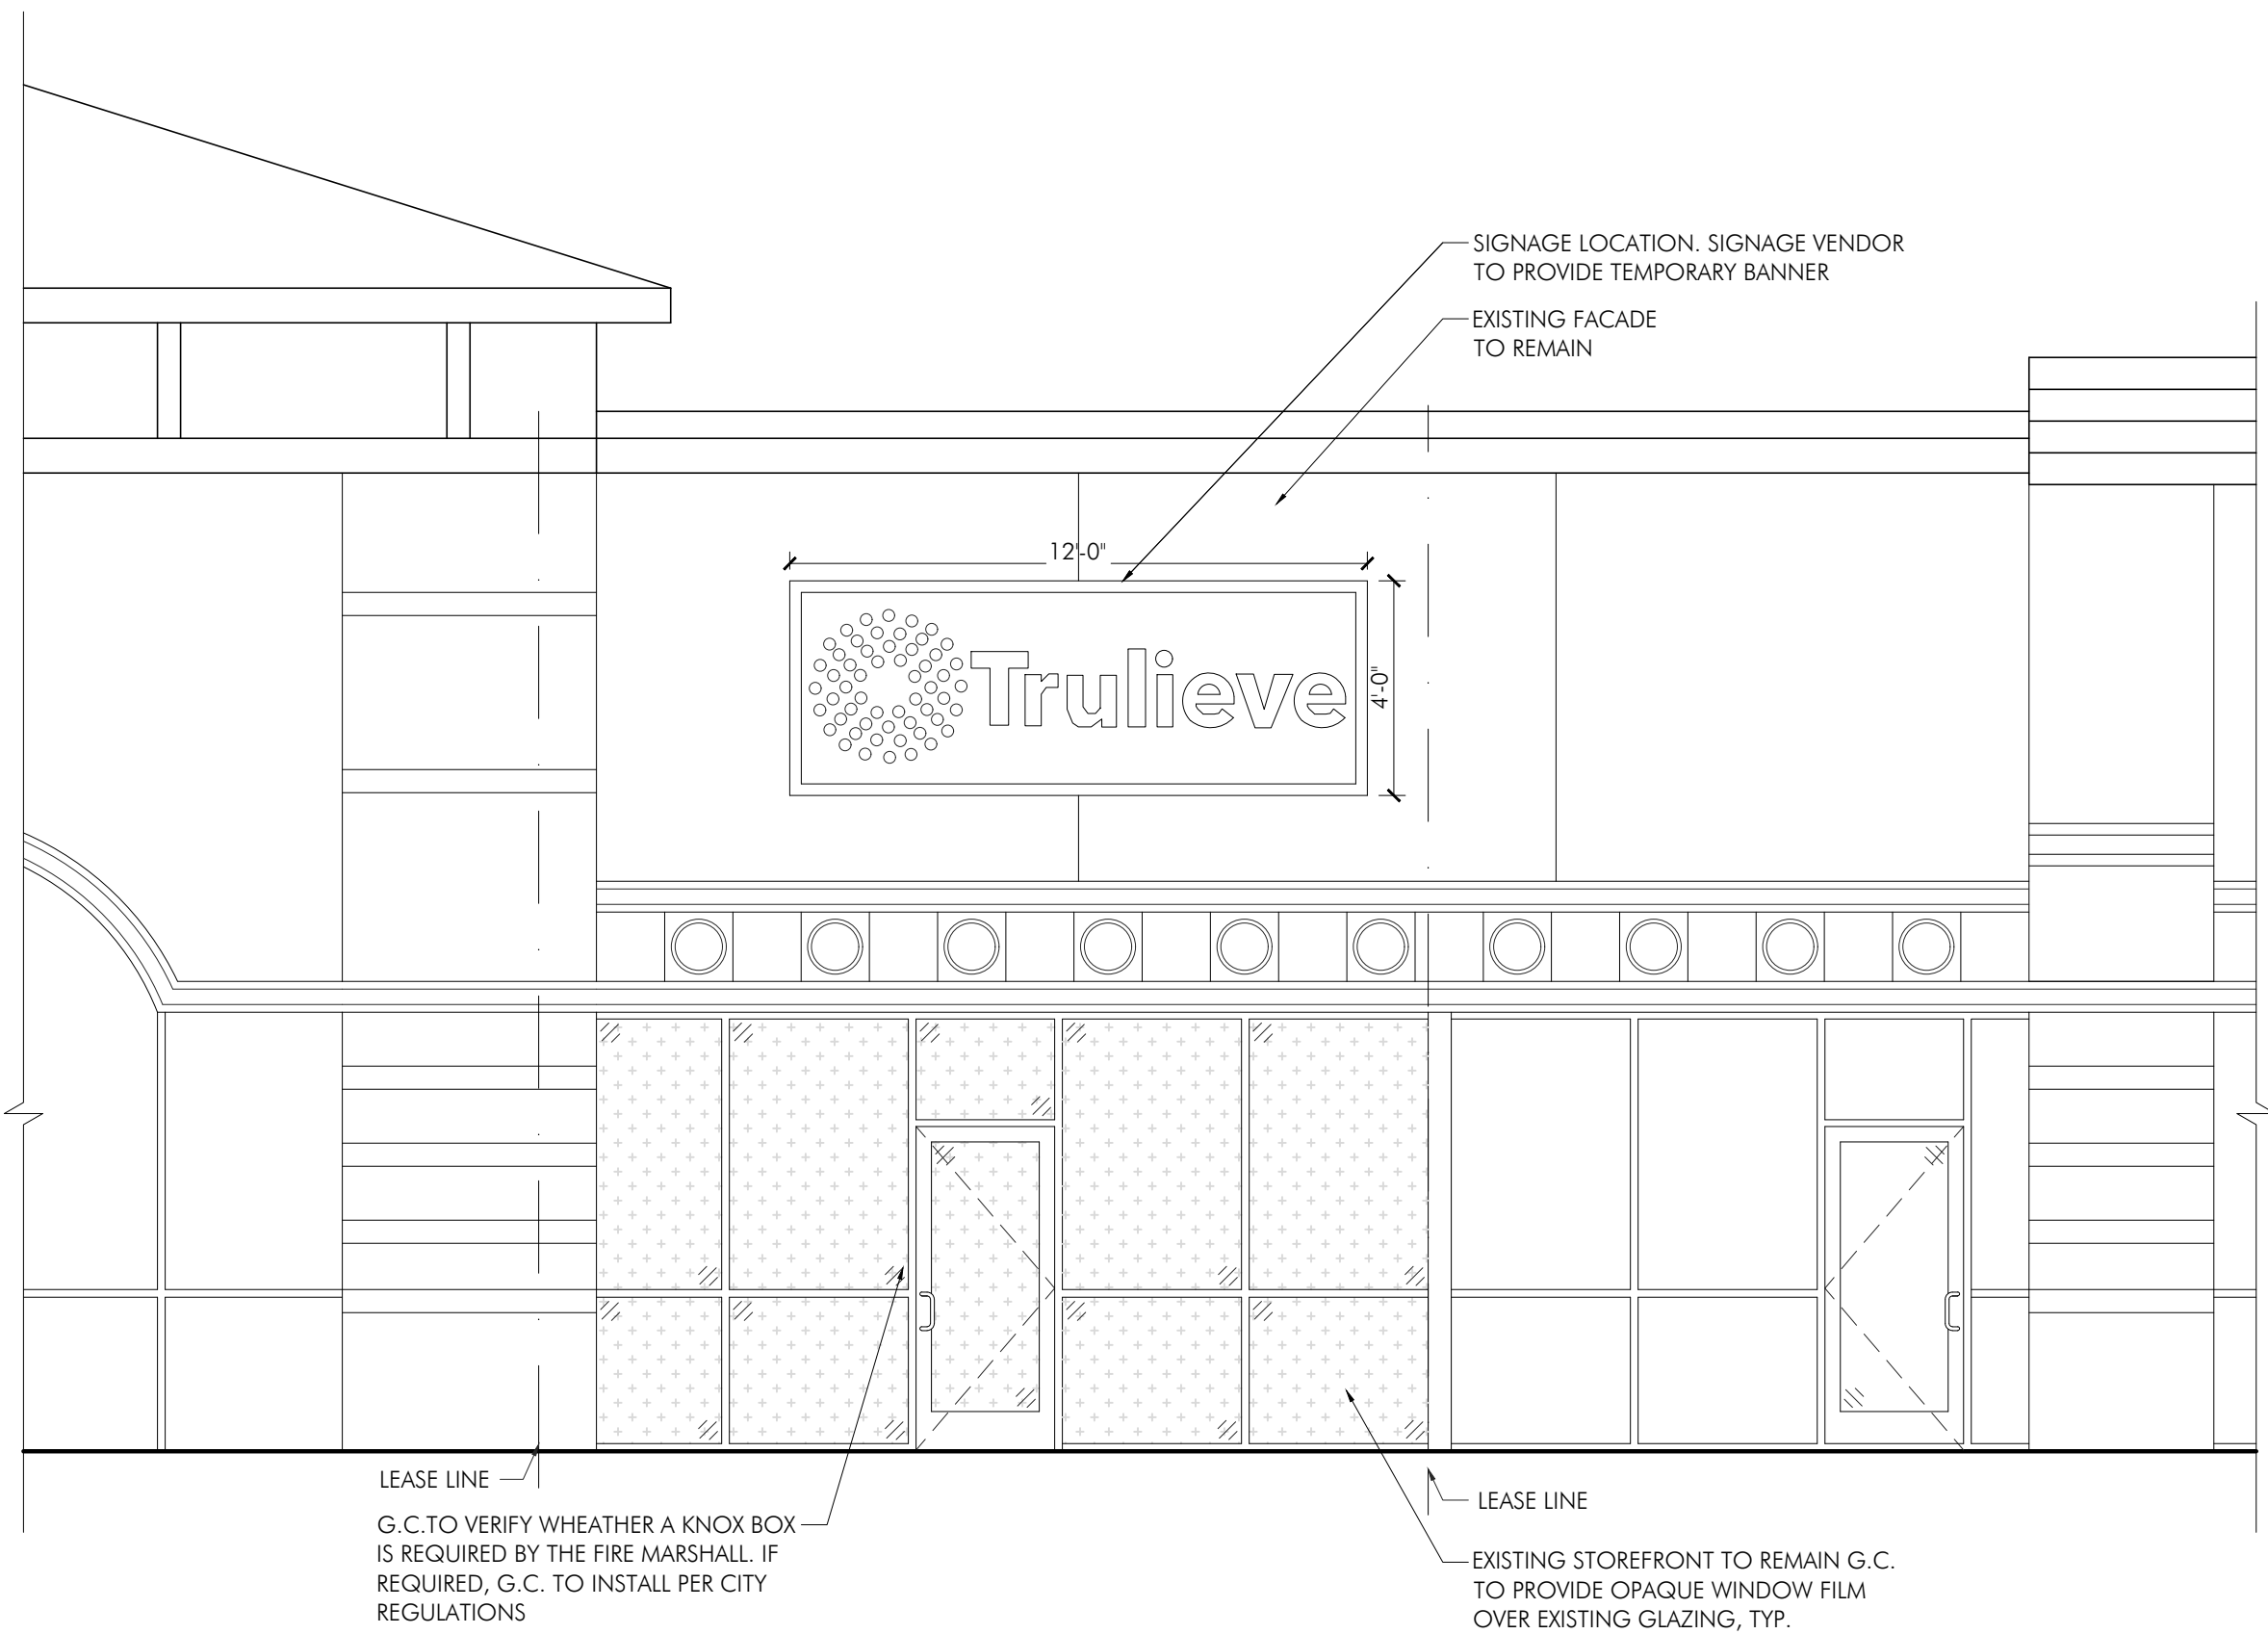 SIGNAGE LOCATION. SIGNAGE VENDOR
TO PROVIDE TEMPORARY BANNER
EXISTING FACADE
TO REMAIN
12'-0"
Trulieve
4'-0"
LEASE LINE
G.C.TO VERIFY WHEATHER A KNOX BOX
IS REQUIRED BY THE FIRE MARSHALL. IF
REQUIRED, G.C. TO INSTALL PER CITY
REGULATIONS
LEASE LINE
EXISTING STOREFRONT TO REMAIN G.C.
TO PROVIDE OPAQUE WINDOW FILM
OVER EXISTING GLAZING, TYP.